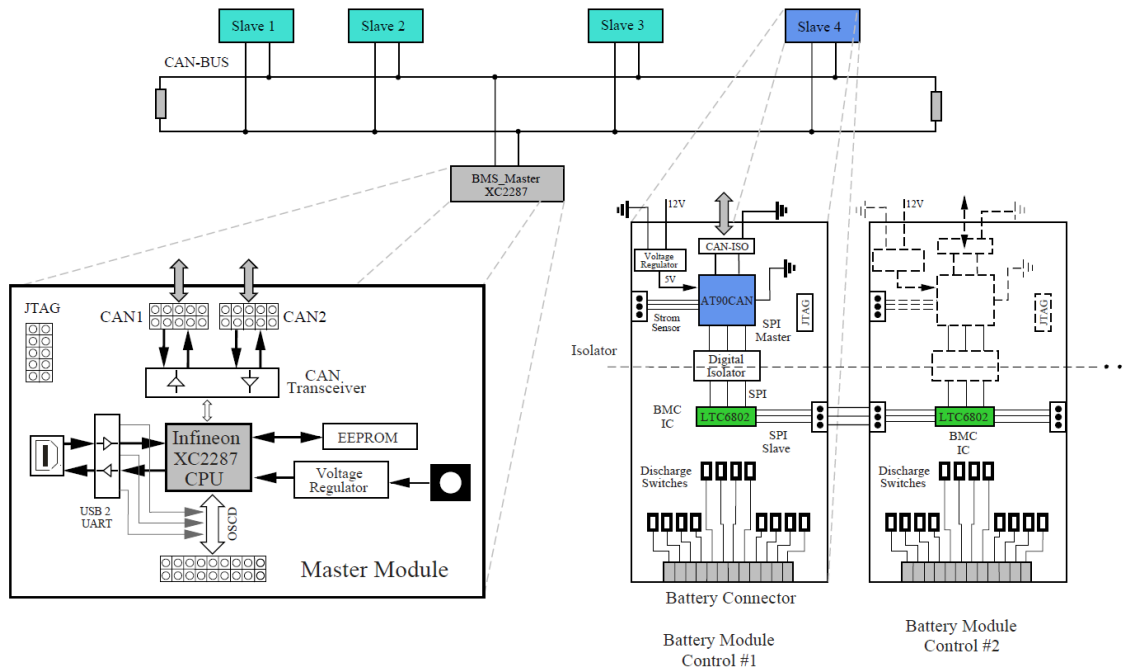 Slave 1
Slave 2
Slave 3
Slave 4
CAN-BUS
BMS_Master
XC2287
JTAG
CAN1
CAN2
CAN
Transceiver
Infineon
XC2287
CPU
EEPROM
Voltage
Regulator
USB 2
UART
OSCD
Master Module
12V
CAN-ISO
Voltage
Regulator
5V
AT90CAN
Strom
Sensor
SPI
Master
JTAG
Isolator
Digital
Isolator
SPI
BMC
IC
LTC6802
SPI
Slave
Discharge
Switches
Battery Connector
Battery Module
Control #1
12V
JTAG
LTC6802
BMC
IC
Discharge
Switches
Battery Module
Control #2